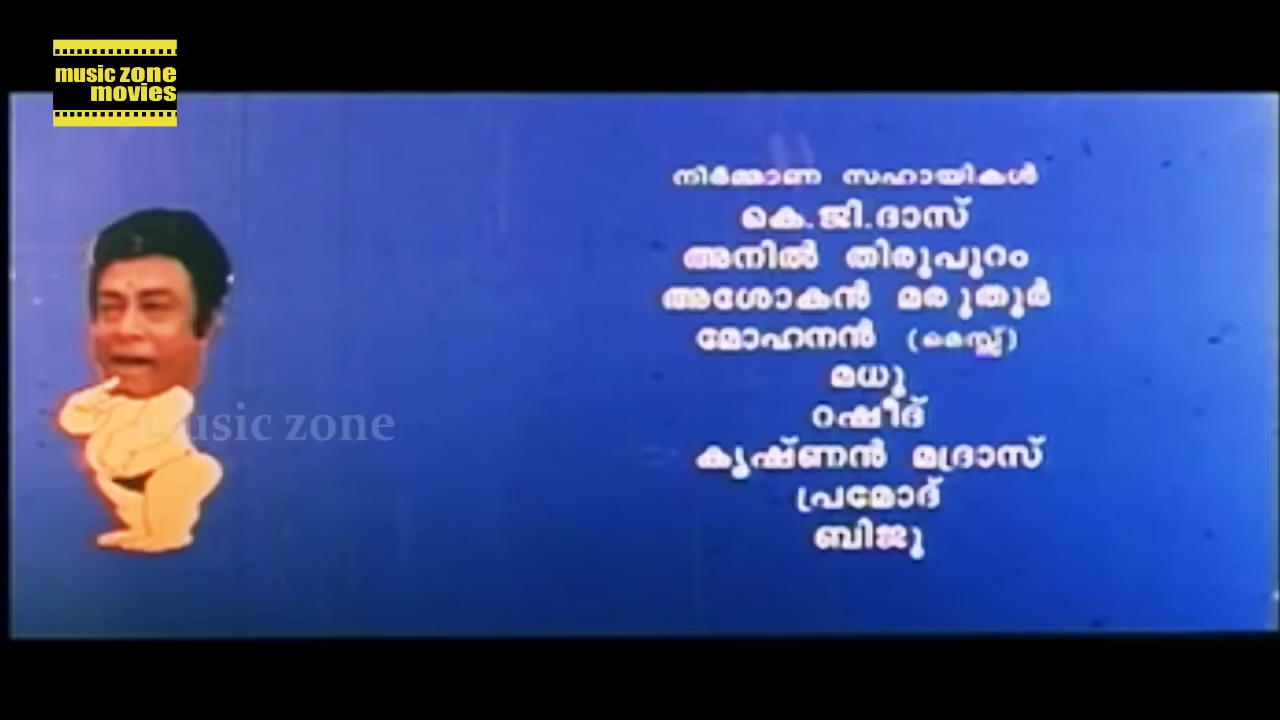 music zone
movies
നിർമ്മാണ സഹായികൾ
കെ.ജി.ദാസ്
അനിൽ തിരുപുറം
അശോകൻ മരുതൂർ
മോഹനൻ (മെസ്സ്)
മധു
റഷീദ്
കൃഷ്ണൻ മദ്രാസ്
പ്രമോദ്
ബിജു
music zone